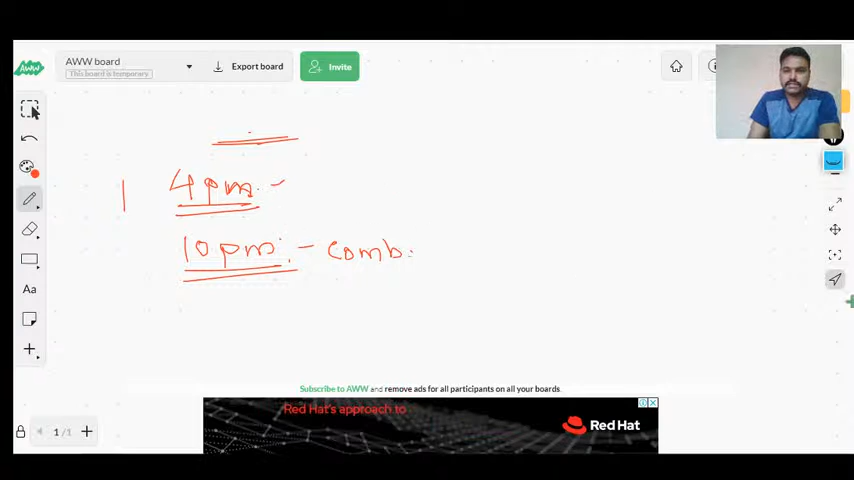 AWW board
This board is temporary
Export board
Invite
1 4pm. -
10pm. - comb.
Aa
Subscribe to AWW and remove ads for all participants on all your boards.
Red Hat's approach to
Red Hat
1 /1